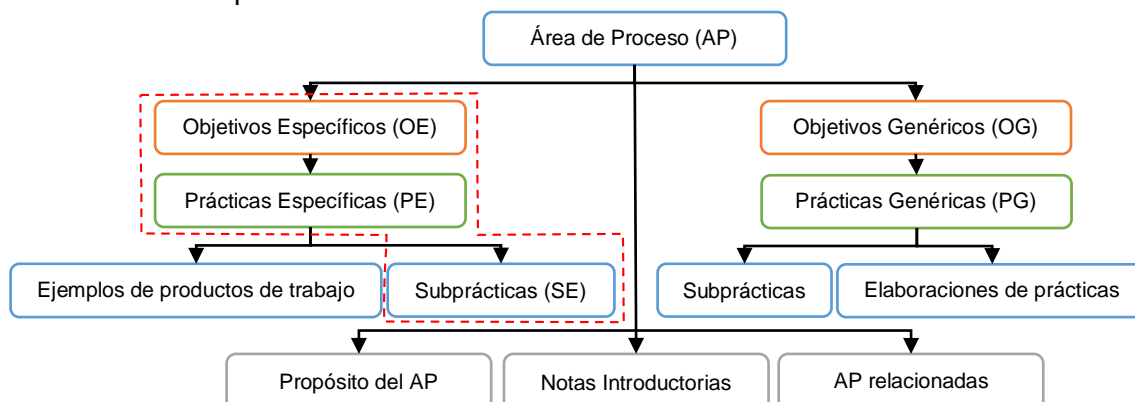 Área de Proceso (AP)
Objetivos Específicos (OE)
Objetivos Genéricos (OG)
Prácticas Específicas (PE)
Prácticas Genéricas (PG)
Ejemplos de productos de trabajo
Subprácticas (SE)
Subprácticas
Elaboraciones de prácticas
Propósito del AP
Notas Introductorias
AP relacionadas